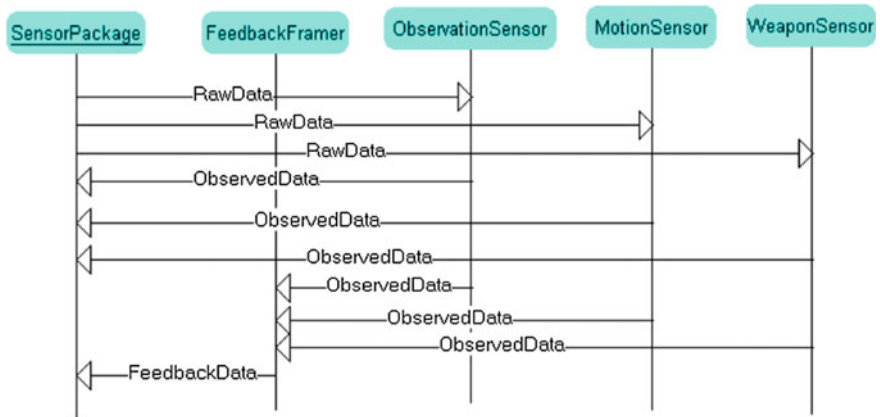 SensorPackage FeedbackFramer ObservationSensor MotionSensor WeaponSensor
RawData
RawData
RawData
ObservedData
ObservedData
ObservedData
ObservedData
ObservedData
ObservedData
FeedbackData